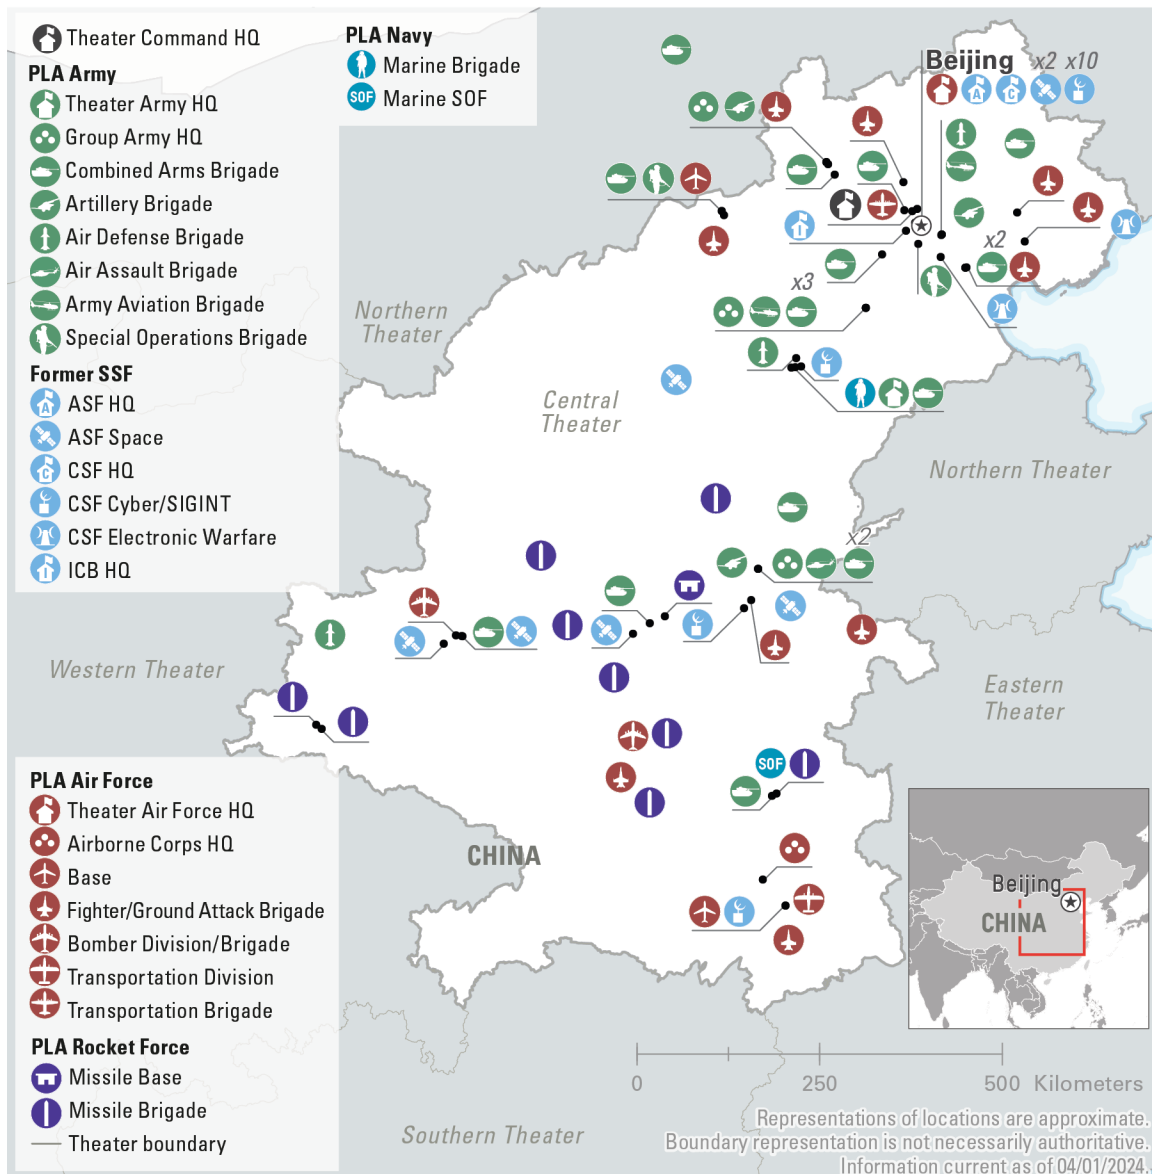 Theater Command HQ
PLA Army
Theater Army HQ
Group Army HQ
Combined Arms Brigade
Artillery Brigade
Air Defense Brigade
Air Assault Brigade
Army Aviation Brigade
Special Operations Brigade
Former SSF
A
ASF HQ
ASF Space
C
CSF HQ
CSF Cyber/SIGINT
CSF Electronic Warfare
I
ICB HQ
PLA Navy
Marine Brigade
SOF
Marine SOF
Beijing
x2
x10
A
C
I
x2
x3
Northern
Theater
Central
Theater
Northern Theater
x2
Western Theater
Eastern
Theater
SOF
CHINA
PLA Air Force
Theater Air Force HQ
Airborne Corps HQ
Base
Fighter/Ground Attack Brigade
Bomber Division/Brigade
Transportation Division
Transportation Brigade
PLA Rocket Force
Missile Base
Missile Brigade
Theater boundary
Beijing
CHINA
0
250
500 Kilometers
Southern Theater
Representations of locations are approximate.
Boundary representation is not necessarily authoritative.
Information current as of 04/01/2024.